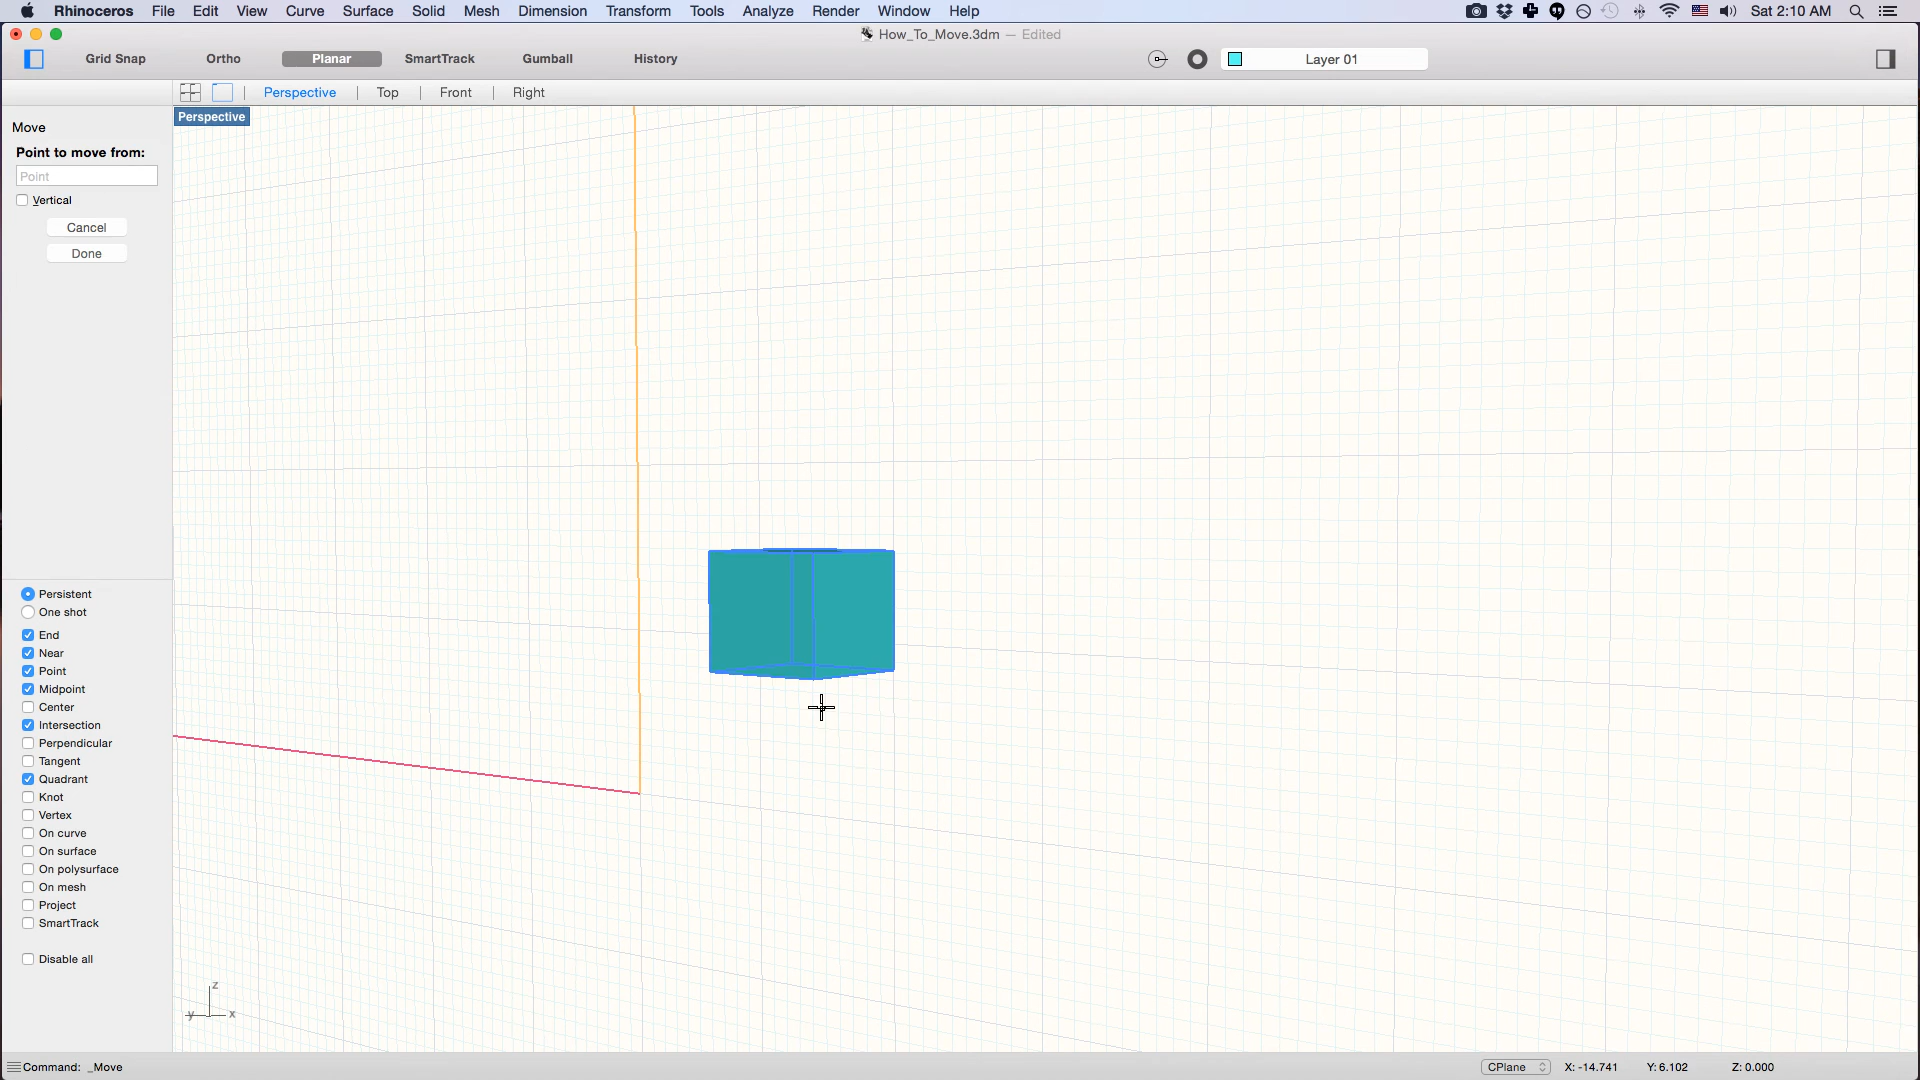 Rhinoceros File Edit View Curve Surface Solid Mesh Dimension Transform Tools Analyze Render Window Help Sat 2:10 AM
How_To_Move.3dm — Edited
Grid Snap Ortho Planar SmartTrack Gumball History Layer 01
Perspective Top Front Right
Perspective
Move
Point to move from:
Point
Vertical
Cancel
Done
Persistent
One shot
End
Near
Point
Midpoint
Center
Intersection
Perpendicular
Tangent
Quadrant
Knot
Vertex
On curve
On surface
On polysurface
On mesh
Project
SmartTrack
Disable all
z
y x
Command: _Move CPlane X: -14.741 Y: 6.102 Z: 0.000